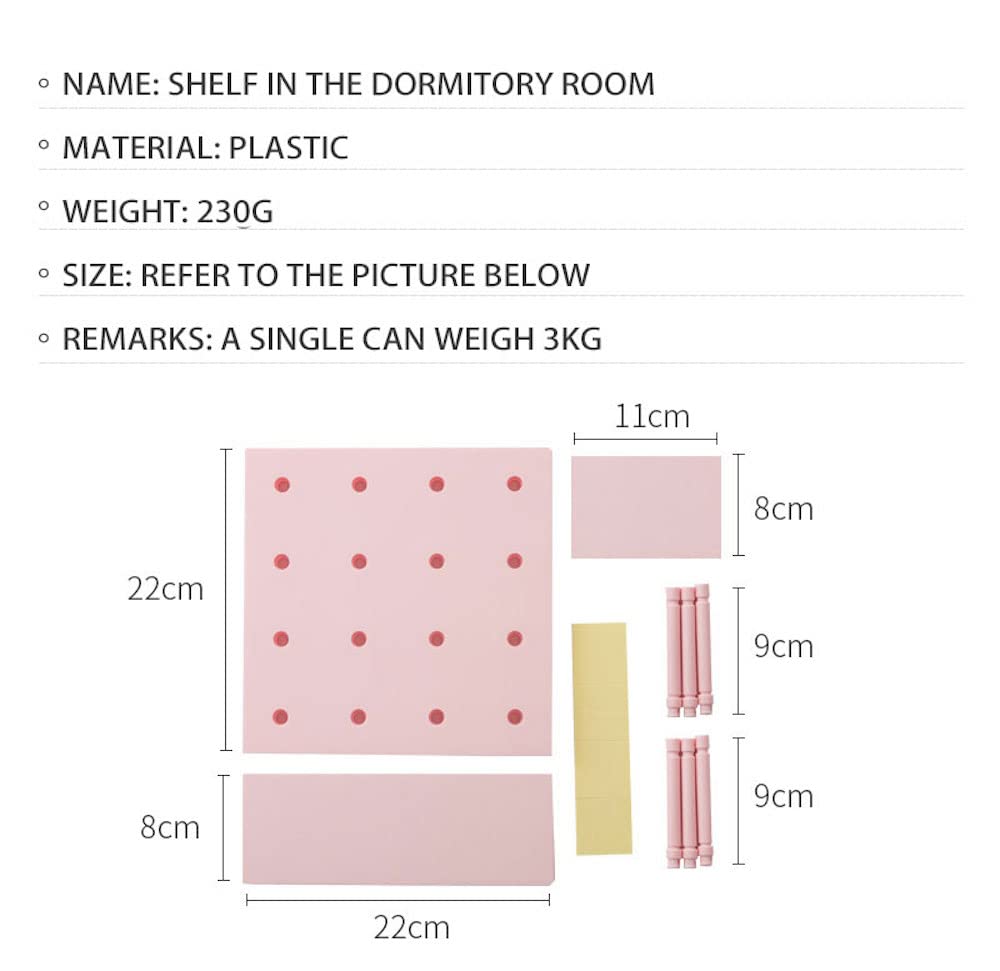 NAME: SHELF IN THE DORMITORY ROOM
MATERIAL: PLASTIC
WEIGHT: 230G
SIZE: REFER TO THE PICTURE BELOW
REMARKS: A SINGLE CAN WEIGH 3KG
11cm
8cm
22cm
9cm
9cm
8cm
22cm